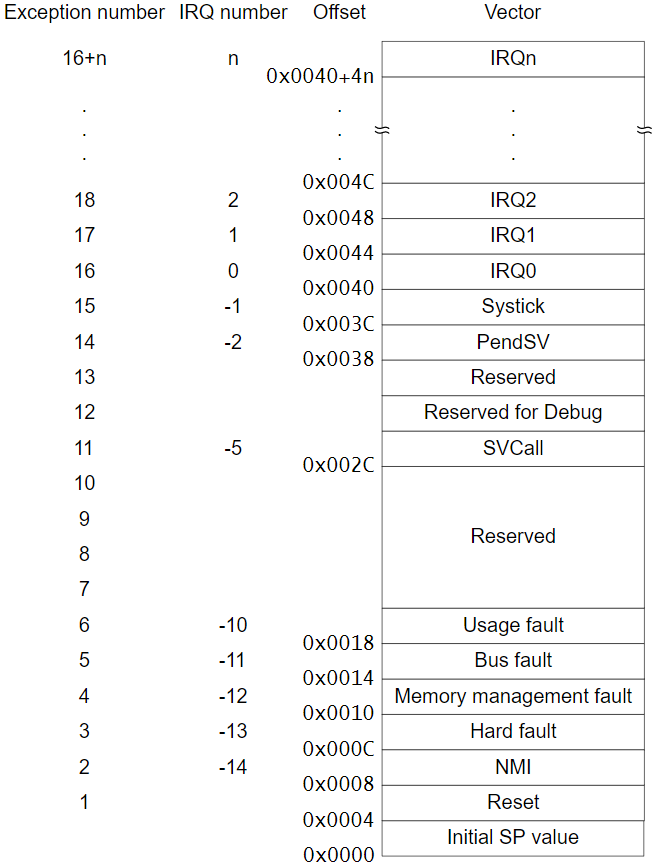 Exception number IRQ number Offset Vector
16+n n IRQn
0x0040+4n
. . .
. . .
. . .
0x004C
18 2 IRQ2
0x0048
17 1 IRQ1
0x0044
16 0 IRQ0
0x0040
15 -1 Systick
0x003C
14 -2 PendSV
0x0038
13 Reserved
12 Reserved for Debug
11 -5 SVCall
0x002C
10
9
Reserved
8
7
6 -10 Usage fault
0x0018
5 -11 Bus fault
0x0014
4 -12 Memory management fault
0x0010
3 -13 Hard fault
0x000C
2 -14 NMI
0x0008
1 Reset
0x0004
Initial SP value
0x0000